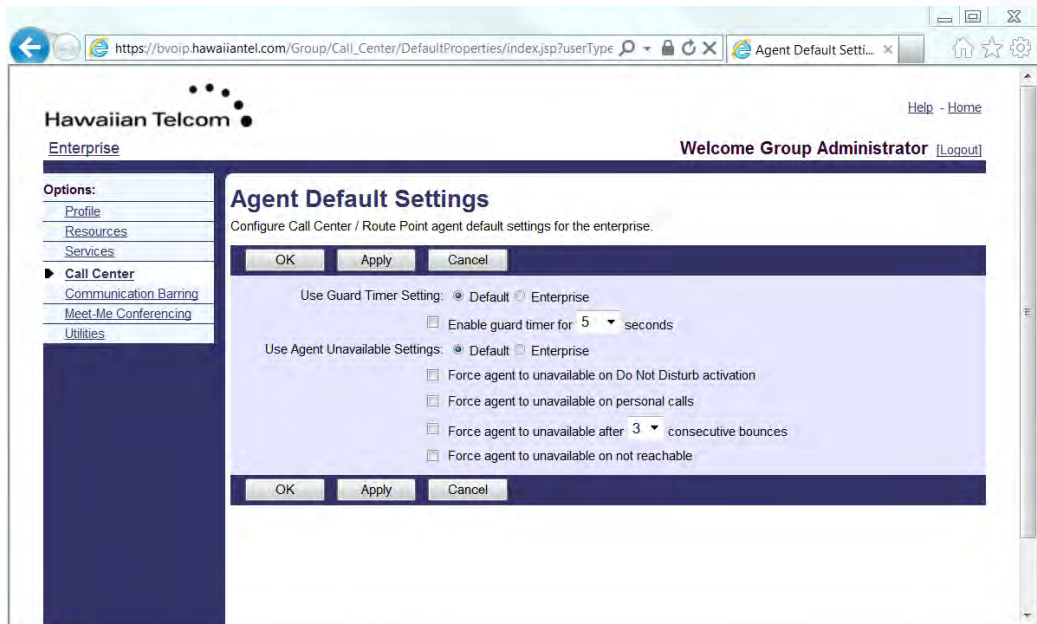 https://bvoip.hawaiiantel.com/Group/Call_Center/DefaultProperties/index.jsp?userType
Agent Default Setti...
Hawaiian Telcom
Help - Home
Enterprise
Welcome Group Administrator [Logout]
Options:
Profile
Resources
Services
Call Center
Communication Barring
Meet-Me Conferencing
Utilities
Agent Default Settings
Configure Call Center / Route Point agent default settings for the enterprise.
OK Apply Cancel
Use Guard Timer Setting: Default Enterprise
Enable guard timer for 5 seconds
Use Agent Unavailable Settings: Default Enterprise
Force agent to unavailable on Do Not Disturb activation
Force agent to unavailable on personal calls
Force agent to unavailable after 3 consecutive bounces
Force agent to unavailable on not reachable
OK Apply Cancel